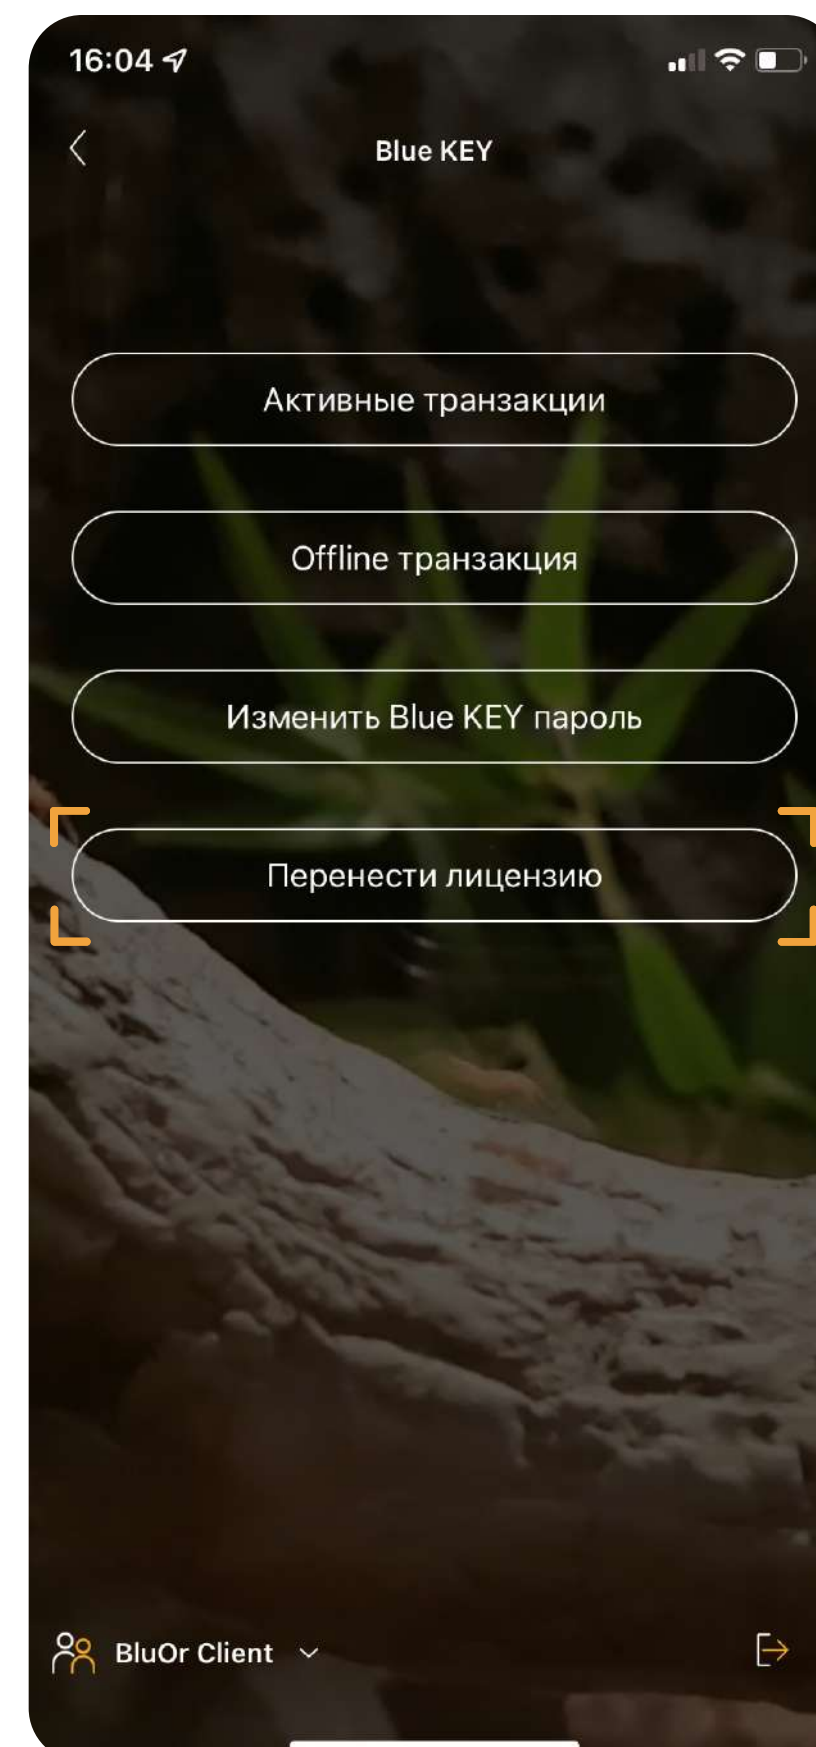 16:04
Blue KEY
Активные транзакции
Offline транзакция
Изменить Blue KEY пароль
Перенести лицензию
BluOr Client